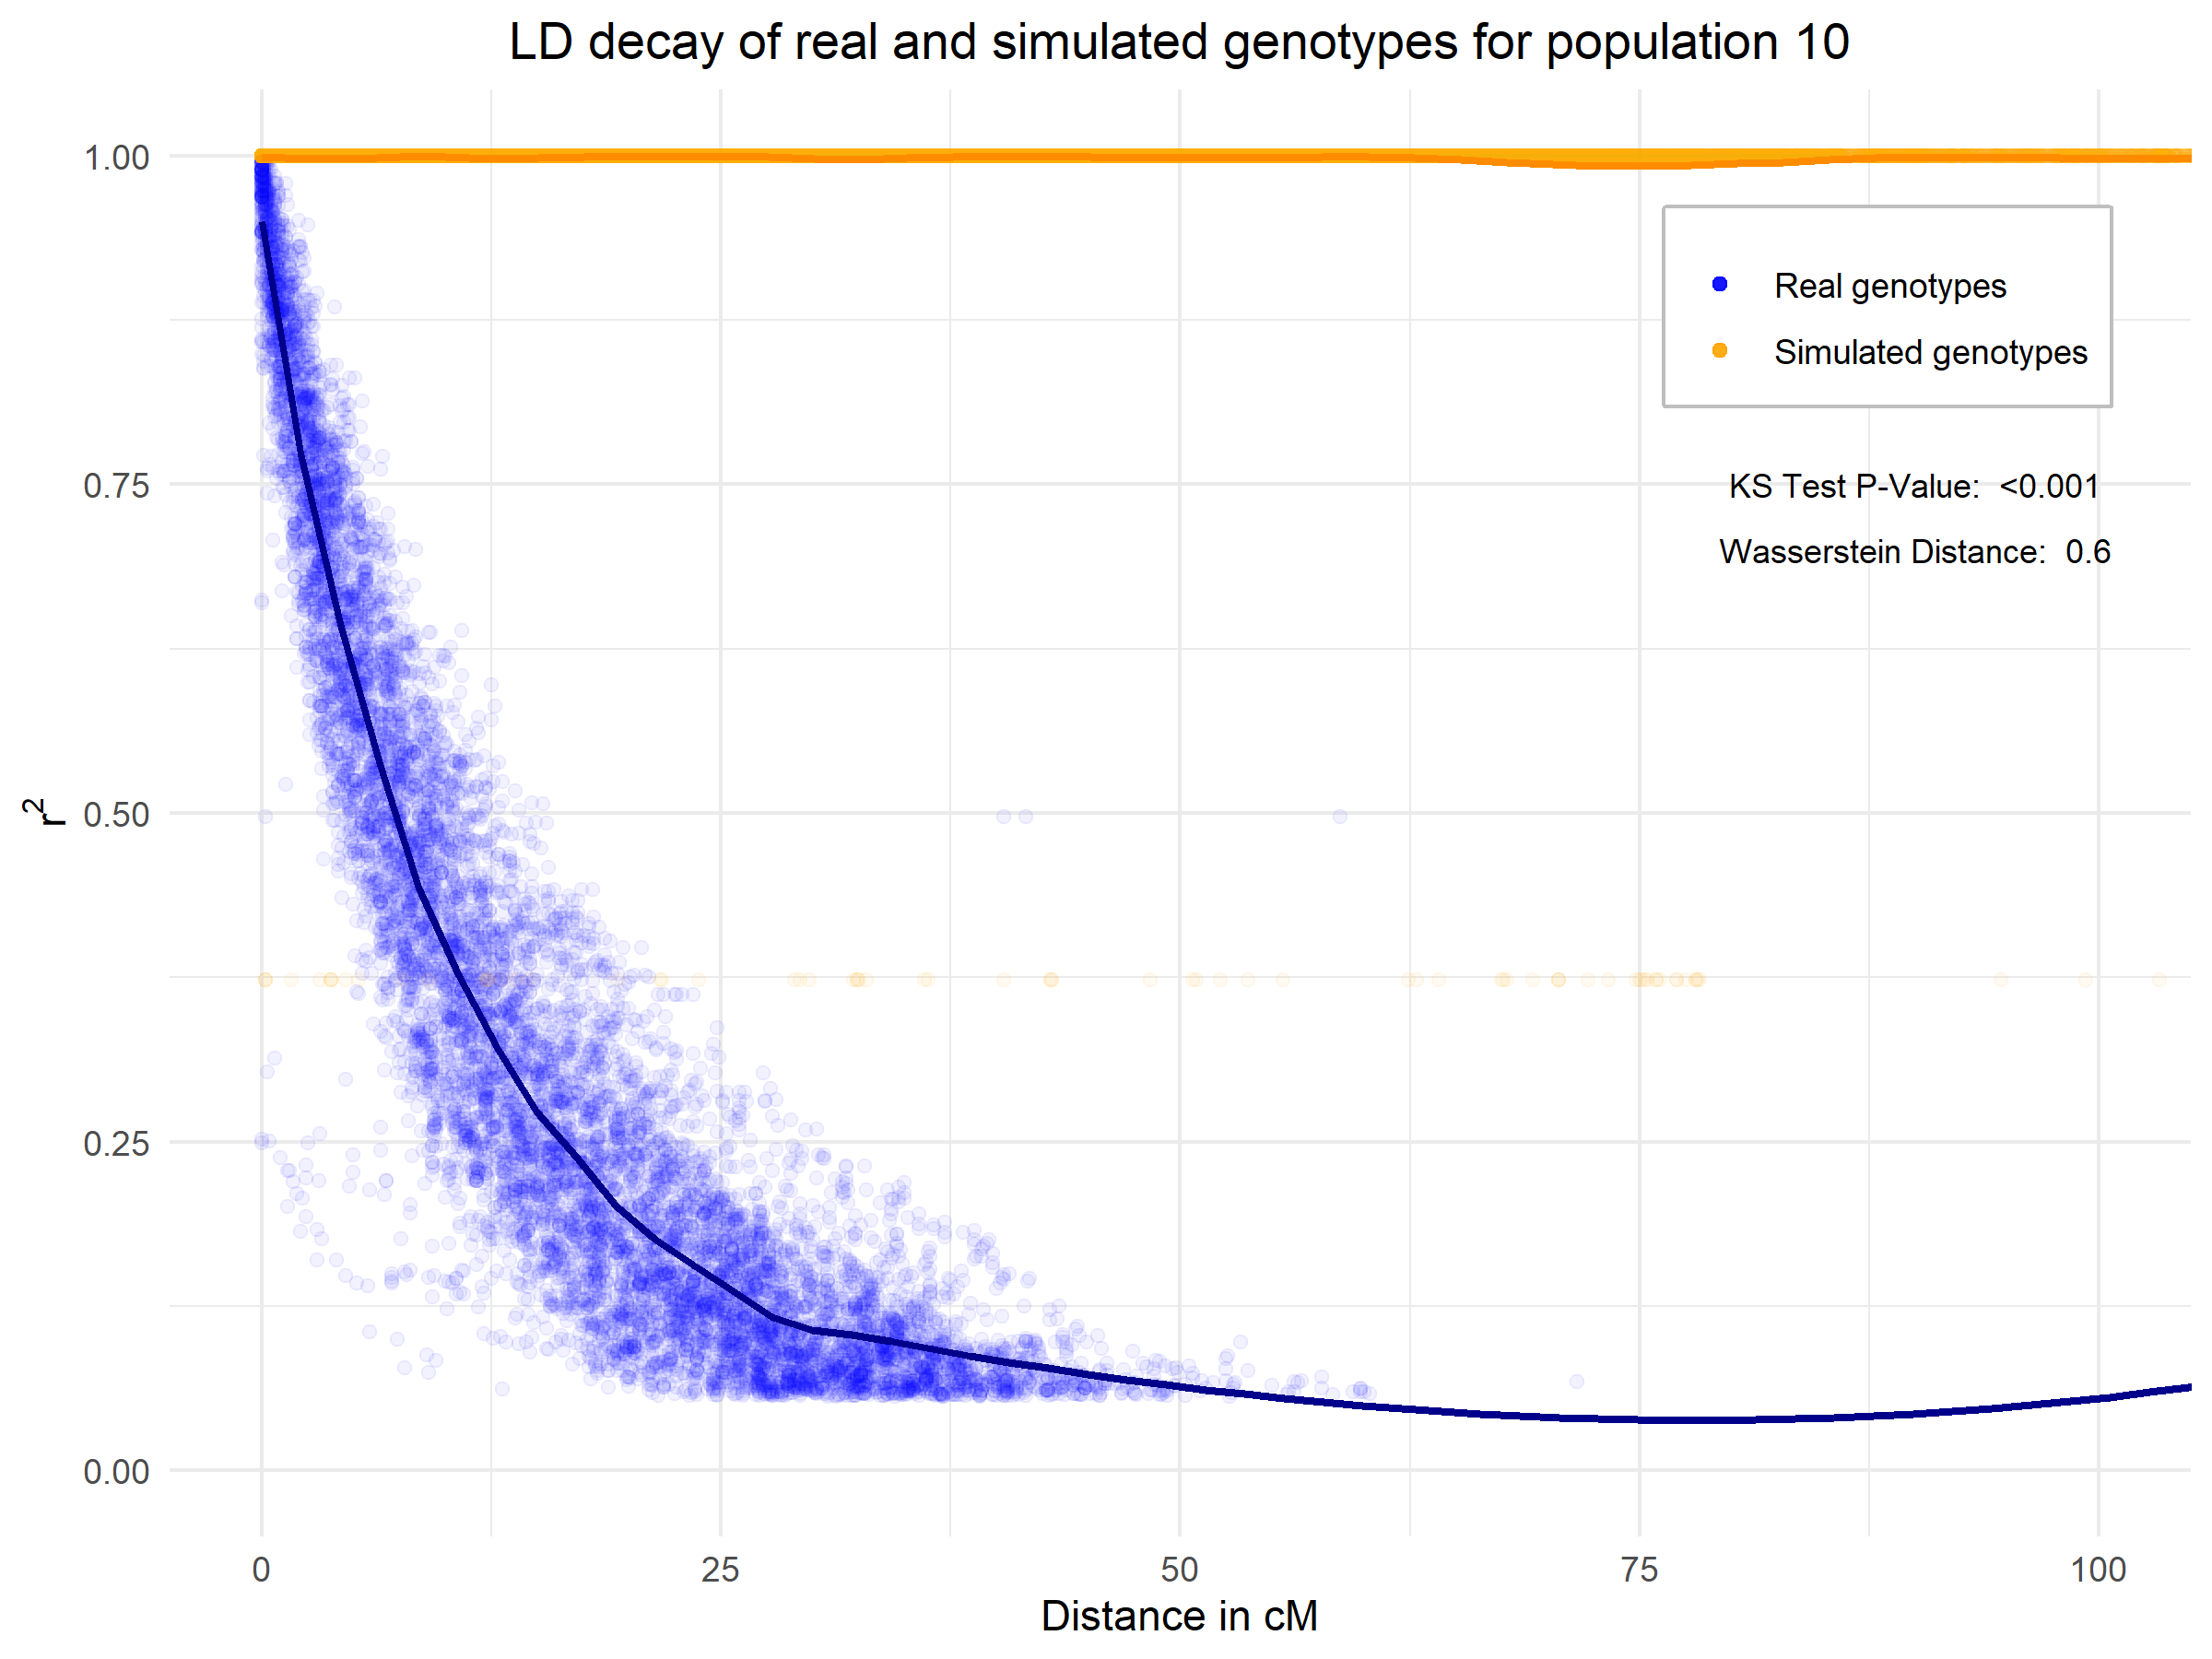 LD decay of real and simulated genotypes for population 10
1.00
0.75
0.50
0.25
0.00
r²
Real genotypes
Simulated genotypes
KS Test P-Value: <0.001
Wasserstein Distance: 0.6
0 25 50 75 100
Distance in cM